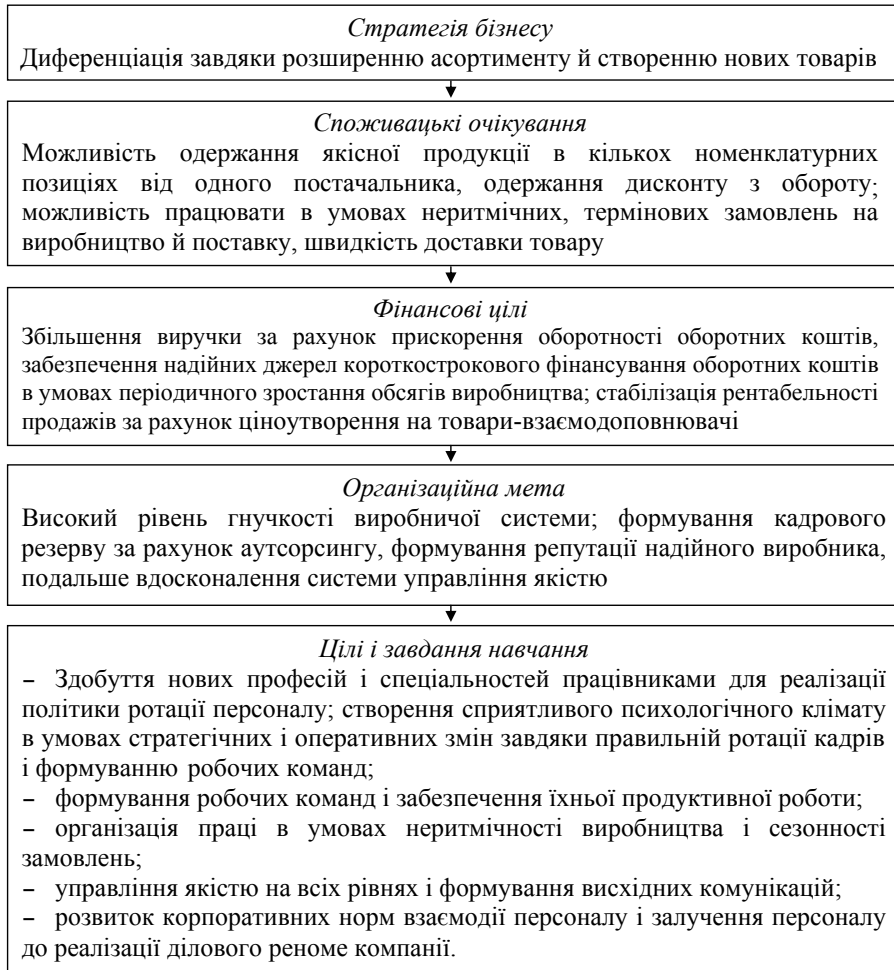 Стратегія бізнесу
Диференціація завдяки розширенню асортименту й створенню нових товарів
Споживацькі очікування
Можливість одержання якісної продукції в кількох номенклатурних
позиціях від одного постачальника, одержання дисконту з обороту;
можливість працювати в умовах неритмічних, термінових замовлень на
виробництво й поставку, швидкість доставки товару
Фінансові цілі
Збільшення виручки за рахунок прискорення оборотності оборотних коштів,
забезпечення надійних джерел короткострокового фінансування оборотних коштів
в умовах періодичного зростання обсягів виробництва; стабілізація рентабельності
продажів за рахунок ціноутворення на товари-взаємодоповнювачі
Організаційна мета
Високий рівень гнучкості виробничої системи; формування кадрового
резерву за рахунок аутсорсингу, формування репутації надійного виробника,
подальше вдосконалення системи управління якістю
Цілі і завдання навчання
– Здобуття нових професій і спеціальностей працівниками для реалізації
політики ротації персоналу; створення сприятливого психологічного клімату
в умовах стратегічних і оперативних змін завдяки правильній ротації кадрів
і формуванню робочих команд;
– формування робочих команд і забезпечення їхньої продуктивної роботи;
– організація праці в умовах неритмічності виробництва і сезонності
замовлень;
– управління якістю на всіх рівнях і формування висхідних комунікацій;
– розвиток корпоративних норм взаємодії персоналу і залучення персоналу
до реалізації ділового реноме компанії.